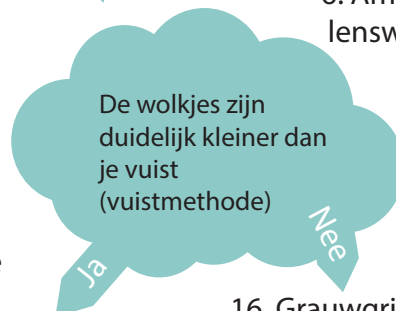 lensw
De wolkjes zijn
duidelijk kleiner dan
je vuist
(vuistmethode)
Nee
Ja
e
16. Grauwgri